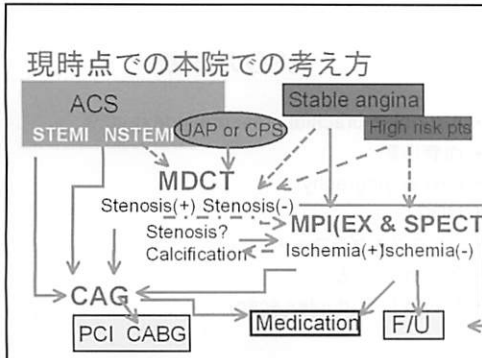 現時点での本院での考え方
ACS
STEMI NSTEMI
UAP or CPS
Stable angina
High risk pts
MDCT
Stenosis(+) Stenosis(-)
Stenosis?
Calcification
MPI(EX & SPECT
Ischemia(+)Ischemia(-)
CAG
PCI CABG
Medication
F/U